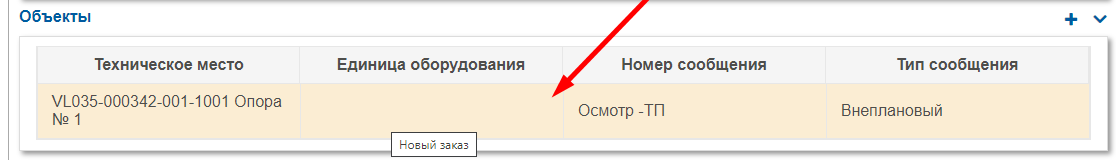 Объекты
Техническое место Единица оборудования Номер сообщения Тип сообщения
VL035-000342-001-1001 Опора
№ 1
Осмотр -ТП Внеплановый
Новый заказ